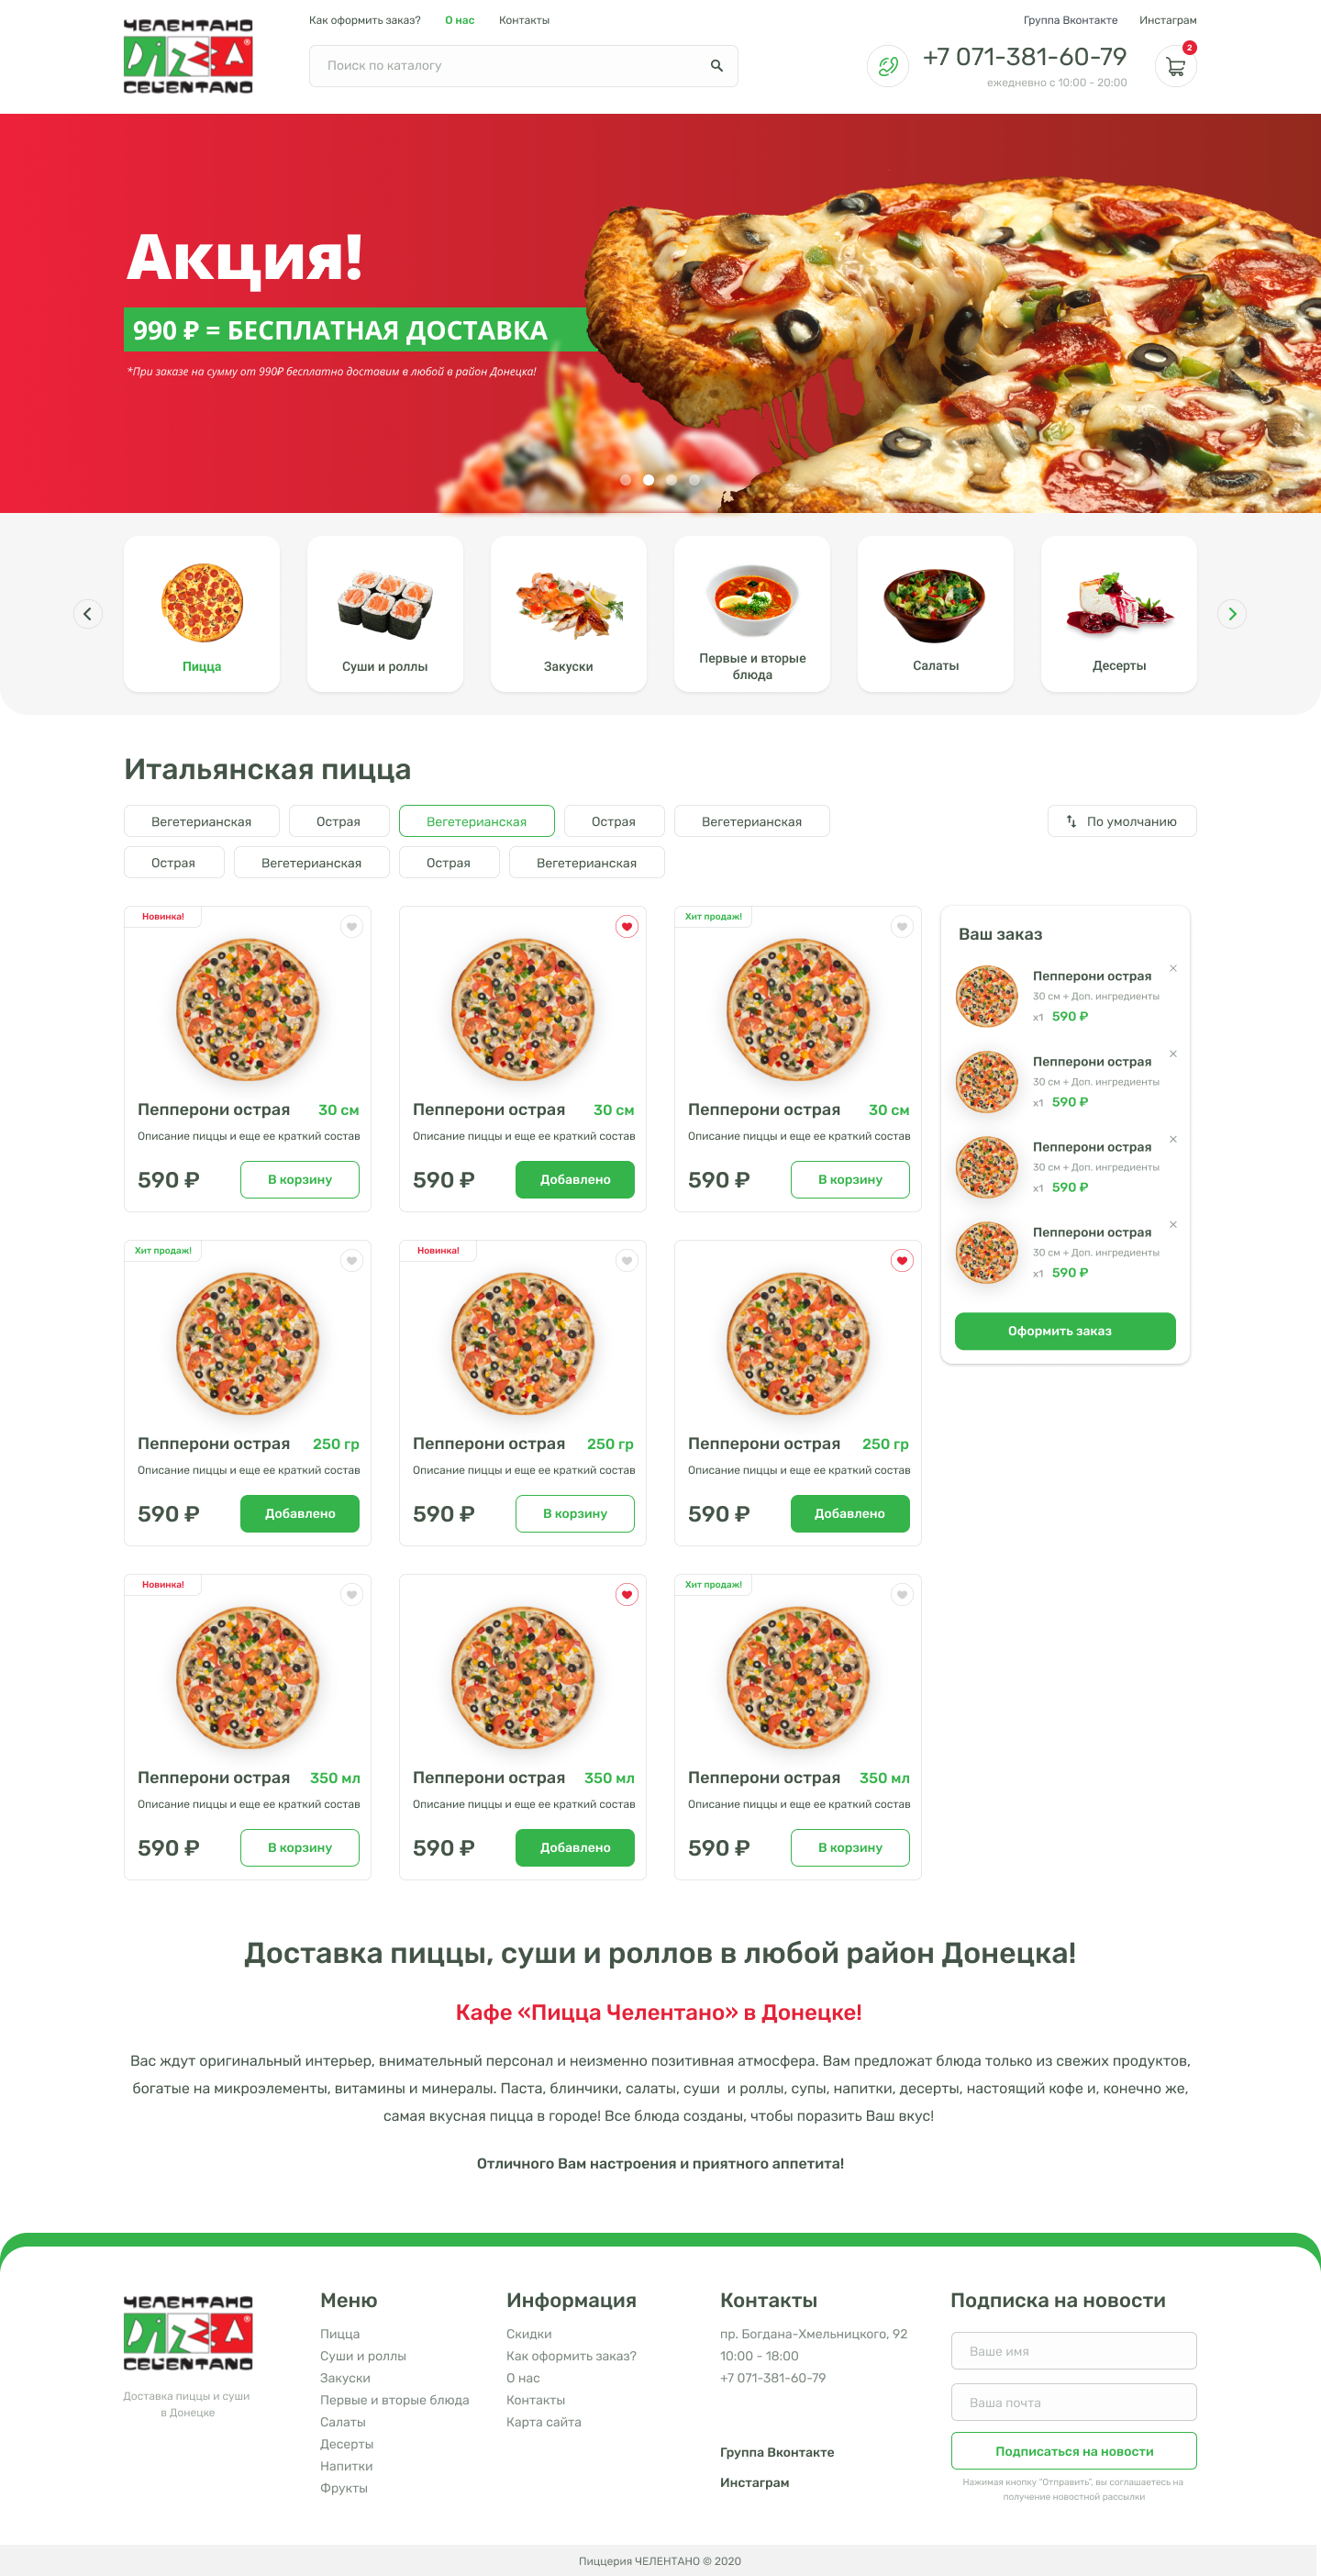 ЧЕЛЕНТАНО
Pizza
CELENTANO
Как оформить заказ?
О нас
Контакты
Группа Вконтакте
Инстаграм
Поиск по каталогу
+7 071-381-60-79
ежедневно с 10:00 - 20:00
2
Акция!
990 ₽ = БЕСПЛАТНАЯ ДОСТАВКА
*При заказе на сумму от 990₽ бесплатно доставим в любой в район Донецка!
Пицца
Суши и роллы
Закуски
Первые и вторые
блюда
Салаты
Десерты
Итальянская пицца
Вегетерианская
Острая
Вегетерианская
Острая
Вегетерианская
По умолчанию
Острая
Вегетерианская
Острая
Вегетерианская
Новинка!
Пепперони острая 30 см
Описание пиццы и еще ее краткий состав
590 ₽ В корзину
Пепперони острая 30 см
Описание пиццы и еще ее краткий состав
590 ₽ Добавлено
Хит продаж!
Пепперони острая 30 см
Описание пиццы и еще ее краткий состав
590 ₽ В корзину
Ваш заказ
Пепперони острая
30 см + Доп. ингредиенты
x1 590 ₽
Пепперони острая
30 см + Доп. ингредиенты
x1 590 ₽
Пепперони острая
30 см + Доп. ингредиенты
x1 590 ₽
Пепперони острая
30 см + Доп. ингредиенты
x1 590 ₽
Оформить заказ
Хит продаж!
Пепперони острая 250 гр
Описание пиццы и еще ее краткий состав
590 ₽ Добавлено
Новинка!
Пепперони острая 250 гр
Описание пиццы и еще ее краткий состав
590 ₽ В корзину
Пепперони острая 250 гр
Описание пиццы и еще ее краткий состав
590 ₽ Добавлено
Новинка!
Пепперони острая 350 мл
Описание пиццы и еще ее краткий состав
590 ₽ В корзину
Пепперони острая 350 мл
Описание пиццы и еще ее краткий состав
590 ₽ Добавлено
Хит продаж!
Пепперони острая 350 мл
Описание пиццы и еще ее краткий состав
590 ₽ В корзину
Доставка пиццы, суши и роллов в любой район Донецка!
Кафе «Пицца Челентано» в Донецке!
Вас ждут оригинальный интерьер, внимательный персонал и неизменно позитивная атмосфера. Вам предложат блюда только из свежих продуктов,
богатые на микроэлементы, витамины и минералы. Паста, блинчики, салаты, суши и роллы, супы, напитки, десерты, настоящий кофе и, конечно же,
самая вкусная пицца в городе! Все блюда созданы, чтобы поразить Ваш вкус!
Отличного Вам настроения и приятного аппетита!
ЧЕЛЕНТАНО
Pizza
CELENTANO
Доставка пиццы и суши
в Донецке
Меню
Пицца
Суши и роллы
Закуски
Первые и вторые блюда
Салаты
Десерты
Напитки
Фрукты
Информация
Скидки
Как оформить заказ?
О нас
Контакты
Карта сайта
Контакты
пр. Богдана-Хмельницкого, 92
10:00 - 18:00
+7 071-381-60-79
Группа Вконтакте
Инстаграм
Подписка на новости
Ваше имя
Ваша почта
Подписаться на новости
Нажимая кнопку "Отправить", вы соглашаетесь на
получение новостной рассылки
Пиццерия ЧЕЛЕНТАНО © 2020